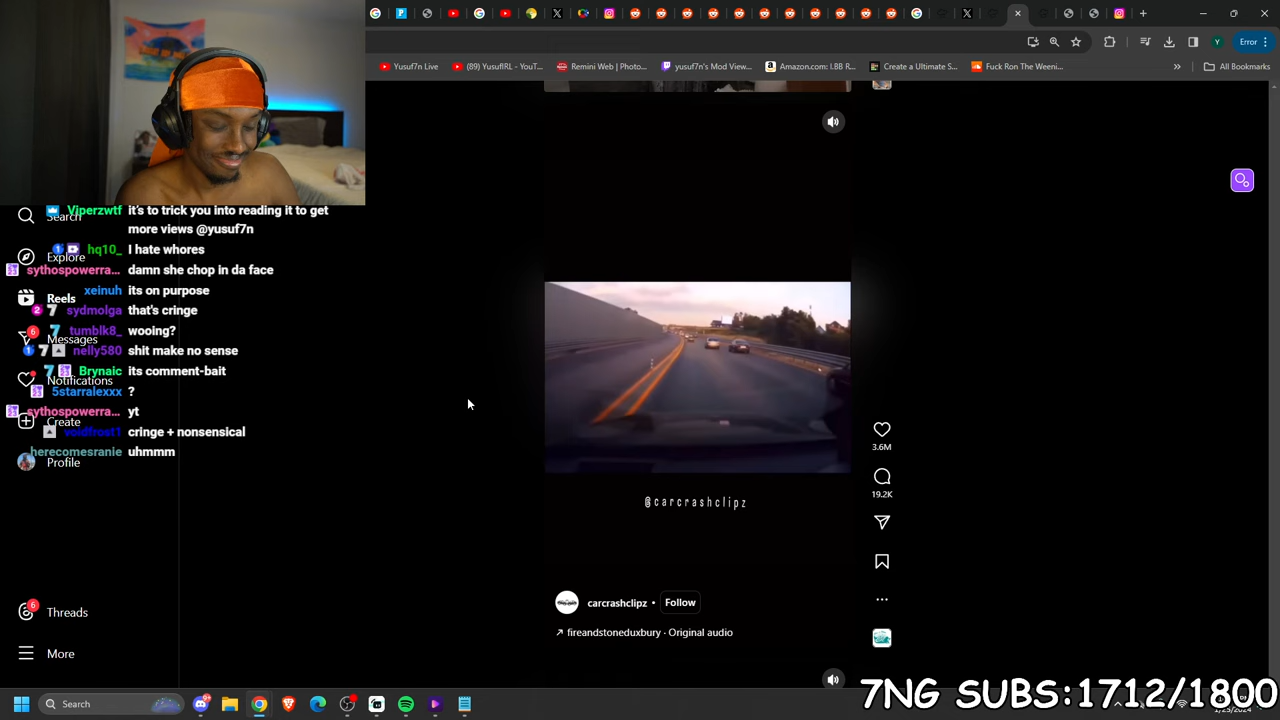 Error
Yusuf7n Live
(89) YusufIRL - YouT...
Remini Web | Photo...
yusuf7n's Mod View...
Amazon.com: I.8B R...
Create a Ultimate S...
Fuck Ron The Weeni...
All Bookmarks
Search
Explore
Reels
Messages
Notifications
Create
Profile
Threads
More
Viperzwtf it's to trick you into reading it to get
more views @yusuf7n
hq10_ I hate whores
sythospowerra... damn she chop in da face
xeinuh its on purpose
sydmolga that's cringe
tumblk8_ wooing?
nelly580 shit make no sense
Brynaic its comment-bait
5starralexxx ?
sythospowerra... yt
voidfrost1 cringe + nonsensical
herecomesranie uhmmm
@carcrashclipz
3.6M
19.2K
carcrashclipz • Follow
fireandstoneduxbury · Original audio
Search
7NG SUBS:1712/1800